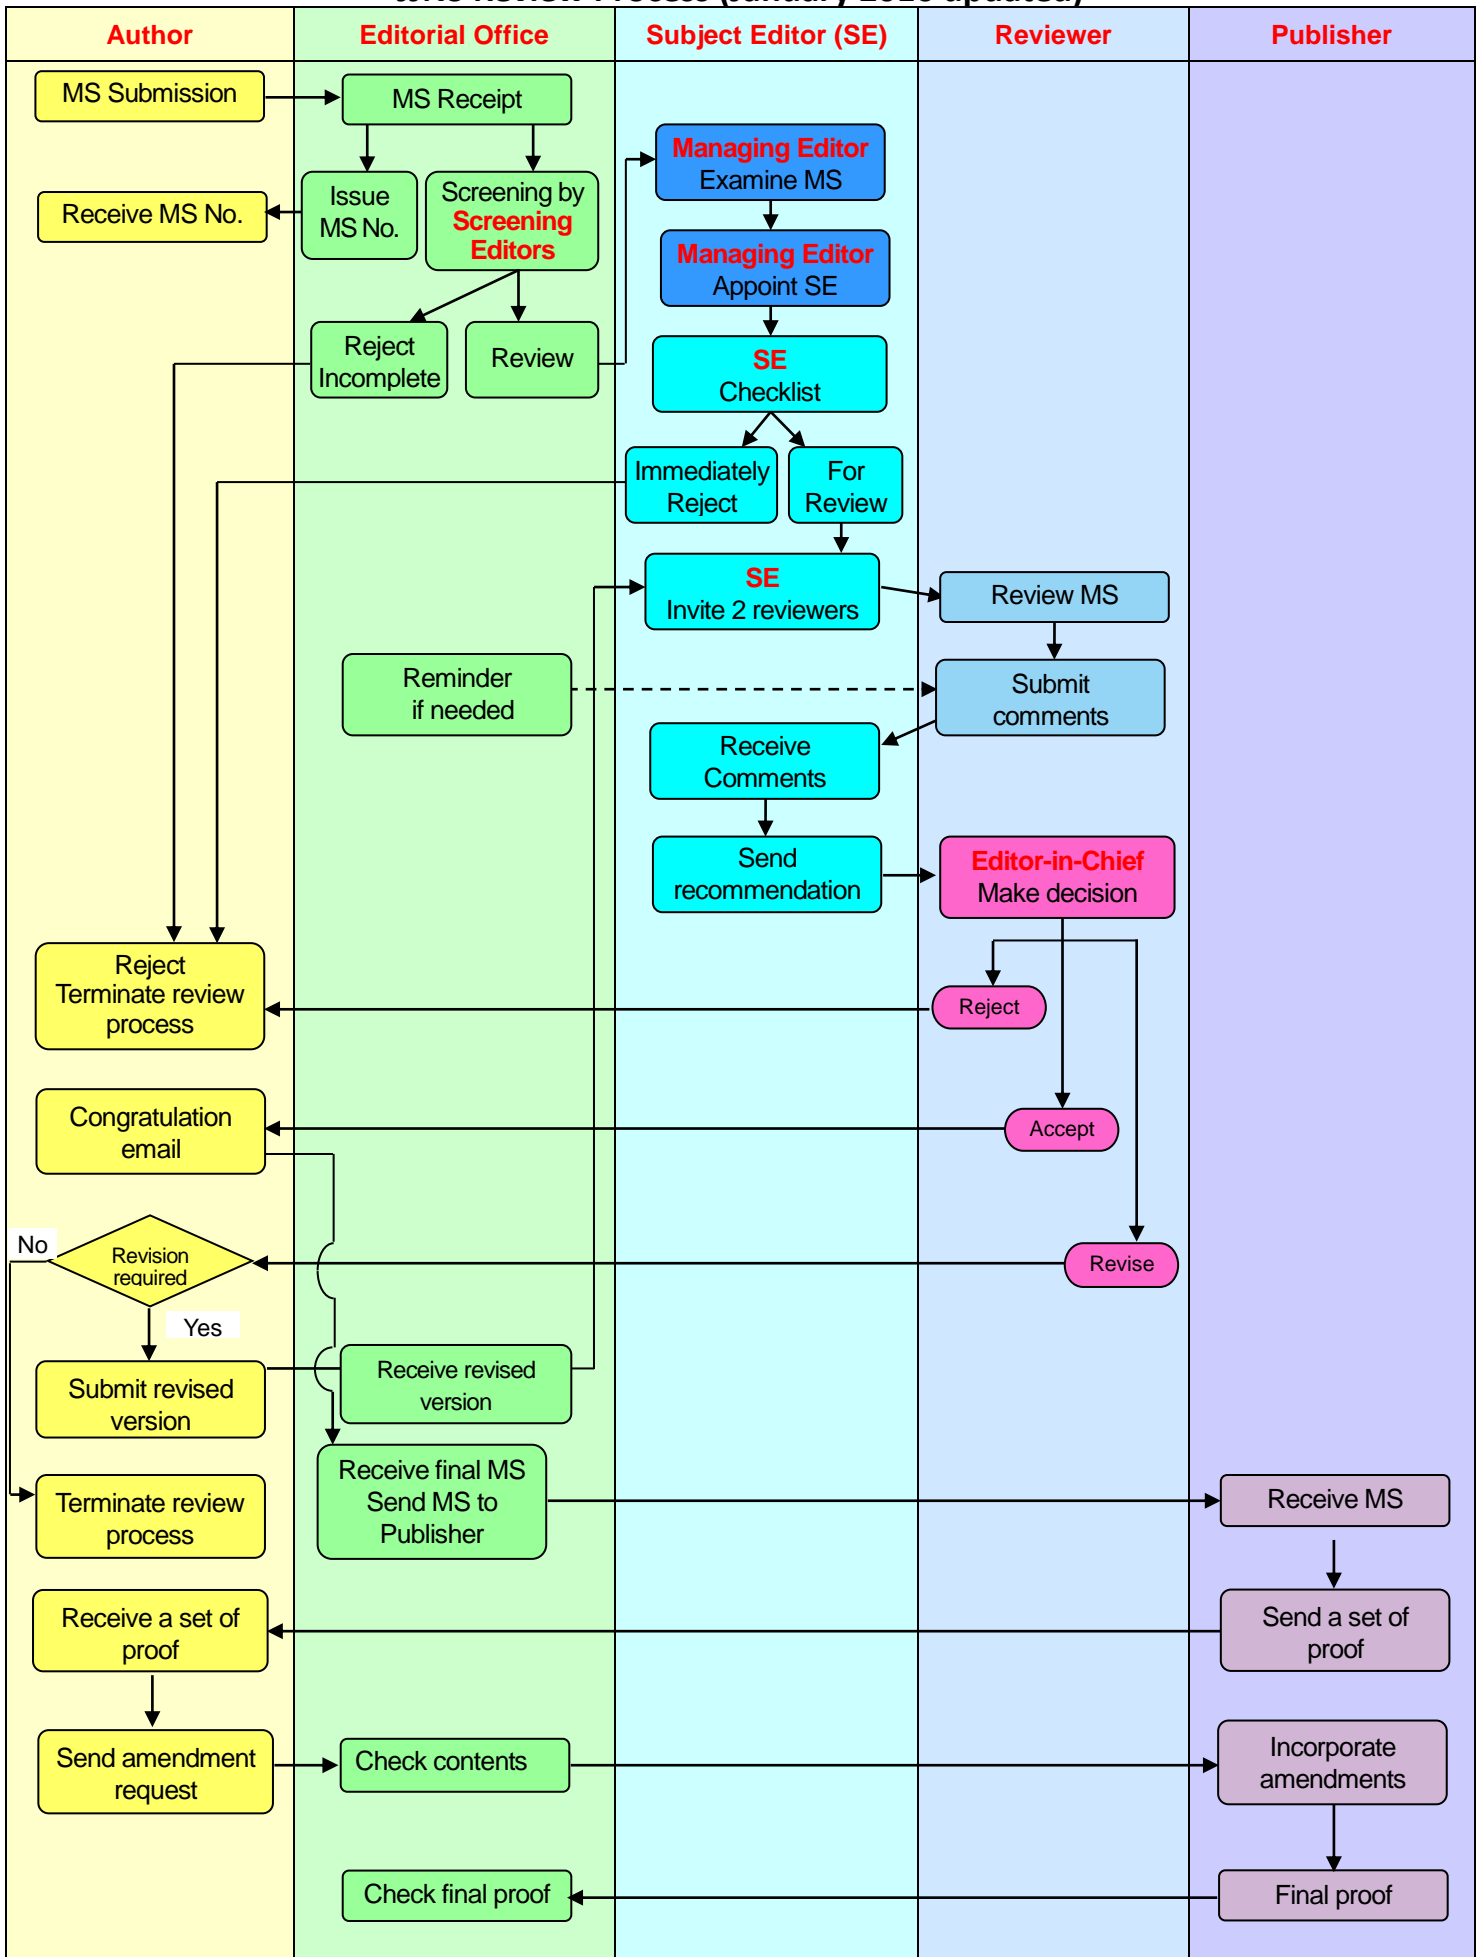 Review Process (January 2016 updated)
Author
Editorial Office
Subject Editor (SE)
Reviewer
Publisher
MS Submission
MS Receipt
Managing Editor
Examine MS
Receive MS No.
Issue
MS No.
Screening by
Screening
Editors
Managing Editor
Appoint SE
Reject
Incomplete
Review
SE
Checklist
Immediately
Reject
For
Review
SE
Invite 2 reviewers
Review MS
Reminder
if needed
Submit
comments
Receive
Comments
Send
recommendation
Editor-in-Chief
Make decision
Reject
Terminate review
process
Reject
Congratulation
email
Accept
No
Revision
required
Revise
Yes
Submit revised
version
Receive revised
version
Receive final MS
Send MS to
Publisher
Terminate review
process
Receive MS
Receive a set of
proof
Send a set of
proof
Send amendment
request
Check contents
Incorporate
amendments
Check final proof
Final proof